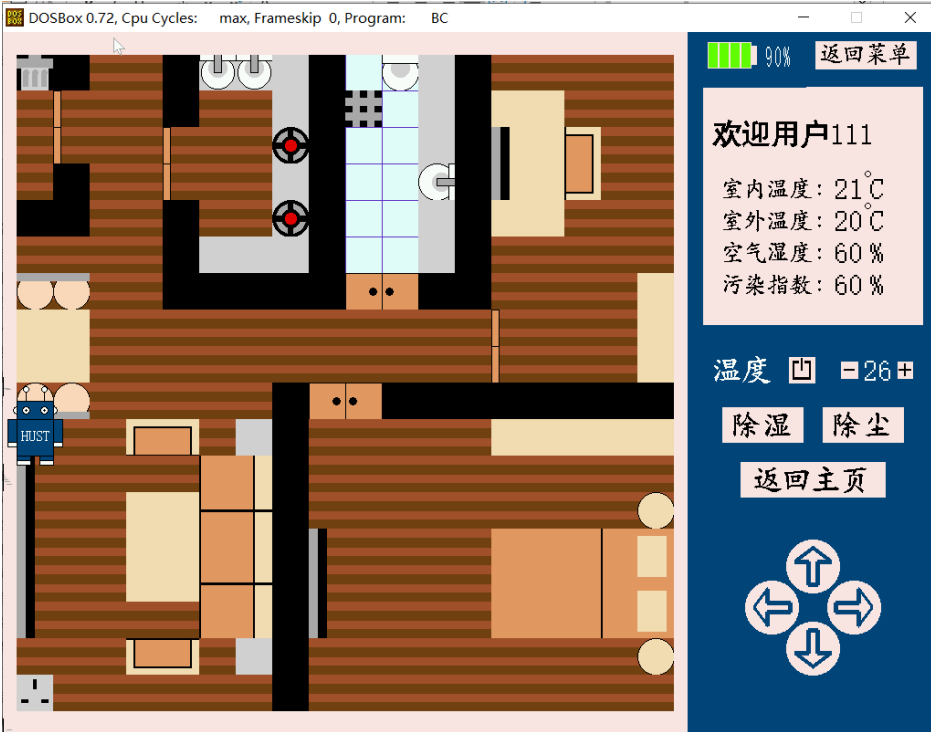 DOSBox 0.72, Cpu Cycles: max, Frameskip 0, Program: BC
90% 返回菜单
欢迎用户111
室内温度：21°C
室外温度：20°C
空气湿度：60%
污染指数：60%
温度 - 26 +
除湿 除尘
返回主页
HUST